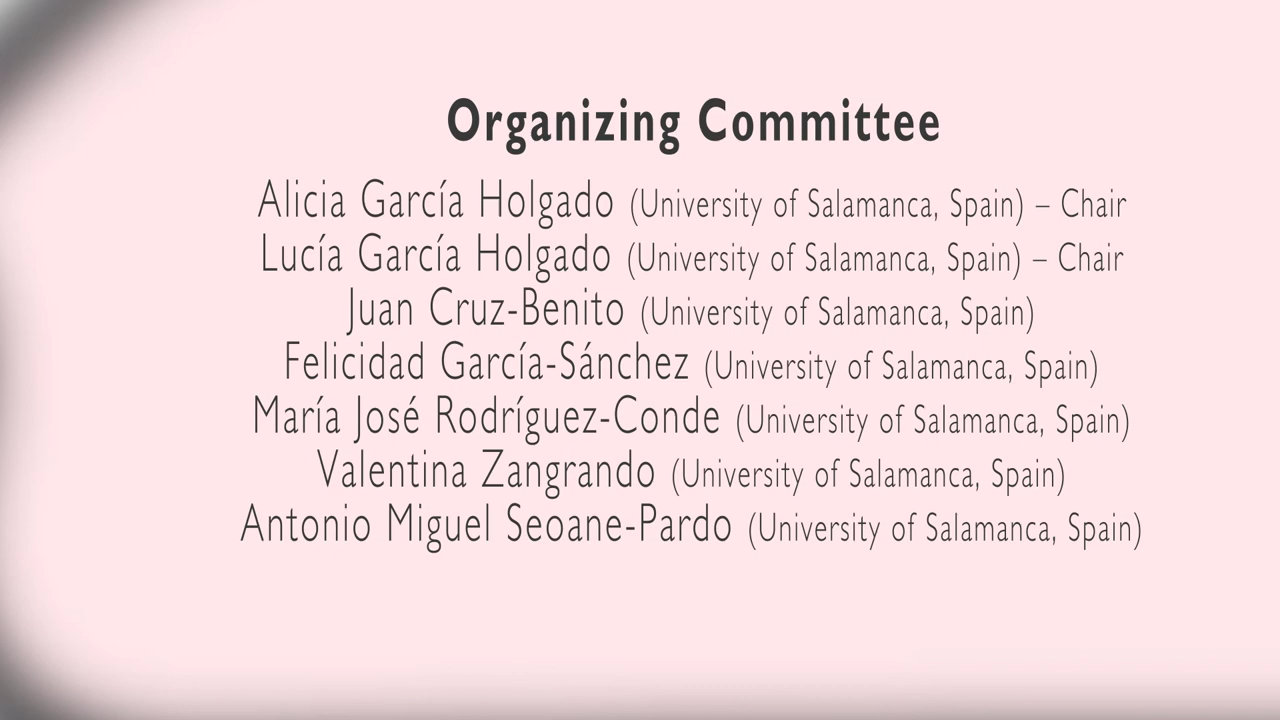 Organizing Committee
Alicia García Holgado (University of Salamanca, Spain) – Chair
Lucía García Holgado (University of Salamanca, Spain) – Chair
Juan Cruz-Benito (University of Salamanca, Spain)
Felicidad García-Sánchez (University of Salamanca, Spain)
María José Rodríguez-Conde (University of Salamanca, Spain)
Valentina Zangrando (University of Salamanca, Spain)
Antonio Miguel Seoane-Pardo (University of Salamanca, Spain)